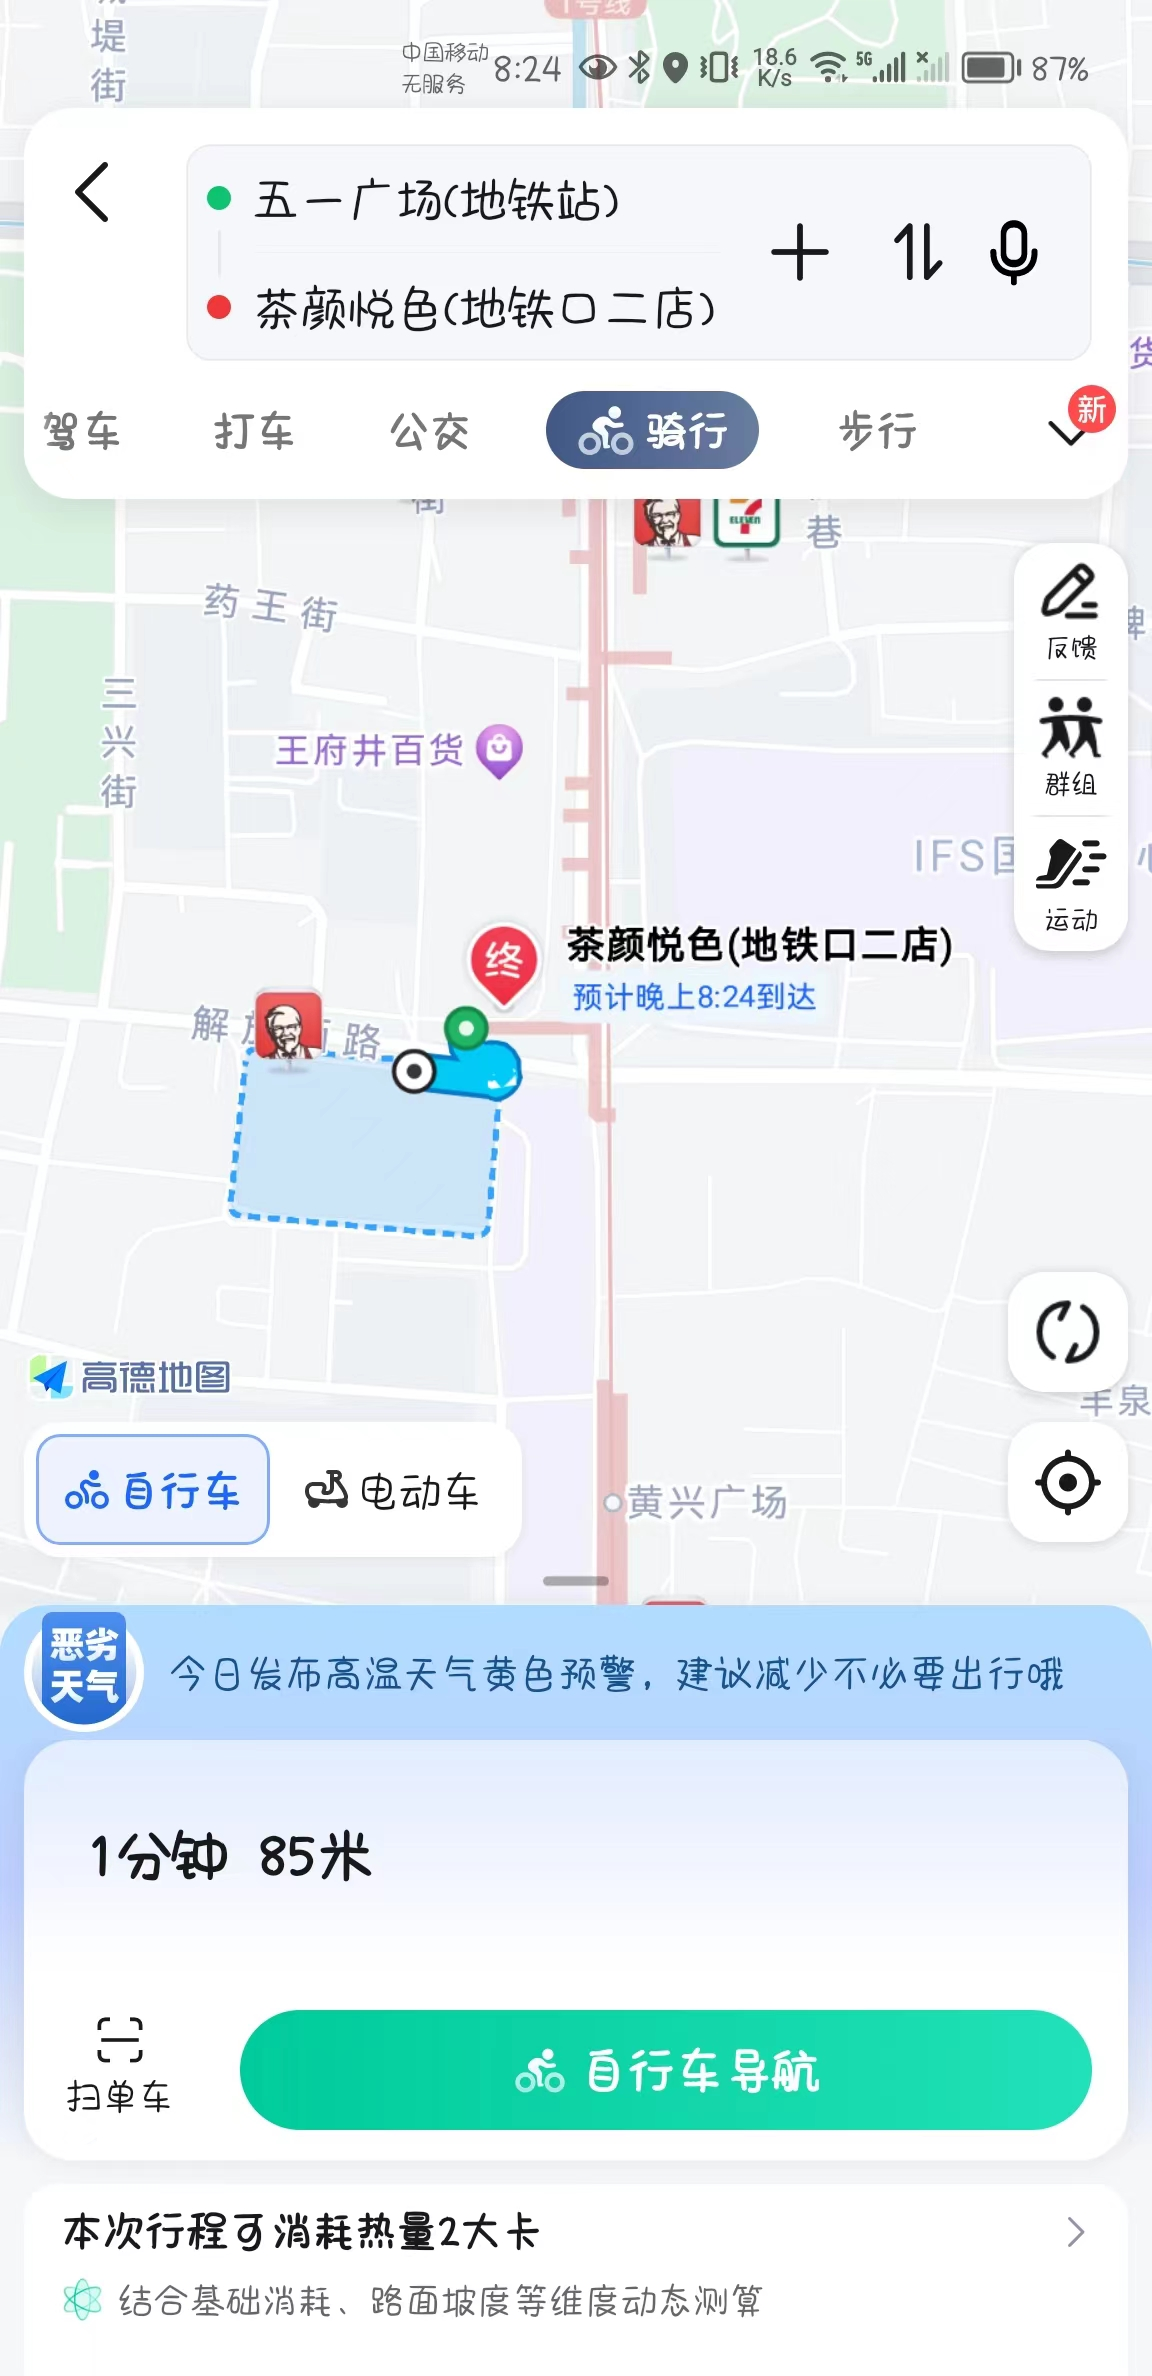 堤街
1号线
中国移动
无服务
8:24
18.6
K/s
5G
87%
五一广场(地铁站)
茶颜悦色(地铁口二店)
驾车
打车
公交
骑行
步行
新
街
ELEVEN
巷
药王街
反馈
三兴街
王府井百货
群组
IFS国
运动
终
茶颜悦色(地铁口二店)
预计晚上8:24到达
解
路
高德地图
丰泉
自行车
电动车
黄兴广场
恶劣
天气
今日发布高温天气黄色预警，建议减少不必要出行哦
1分钟 85米
扫单车
自行车导航
本次行程可消耗热量2大卡
结合基础消耗、路面坡度等维度动态测算